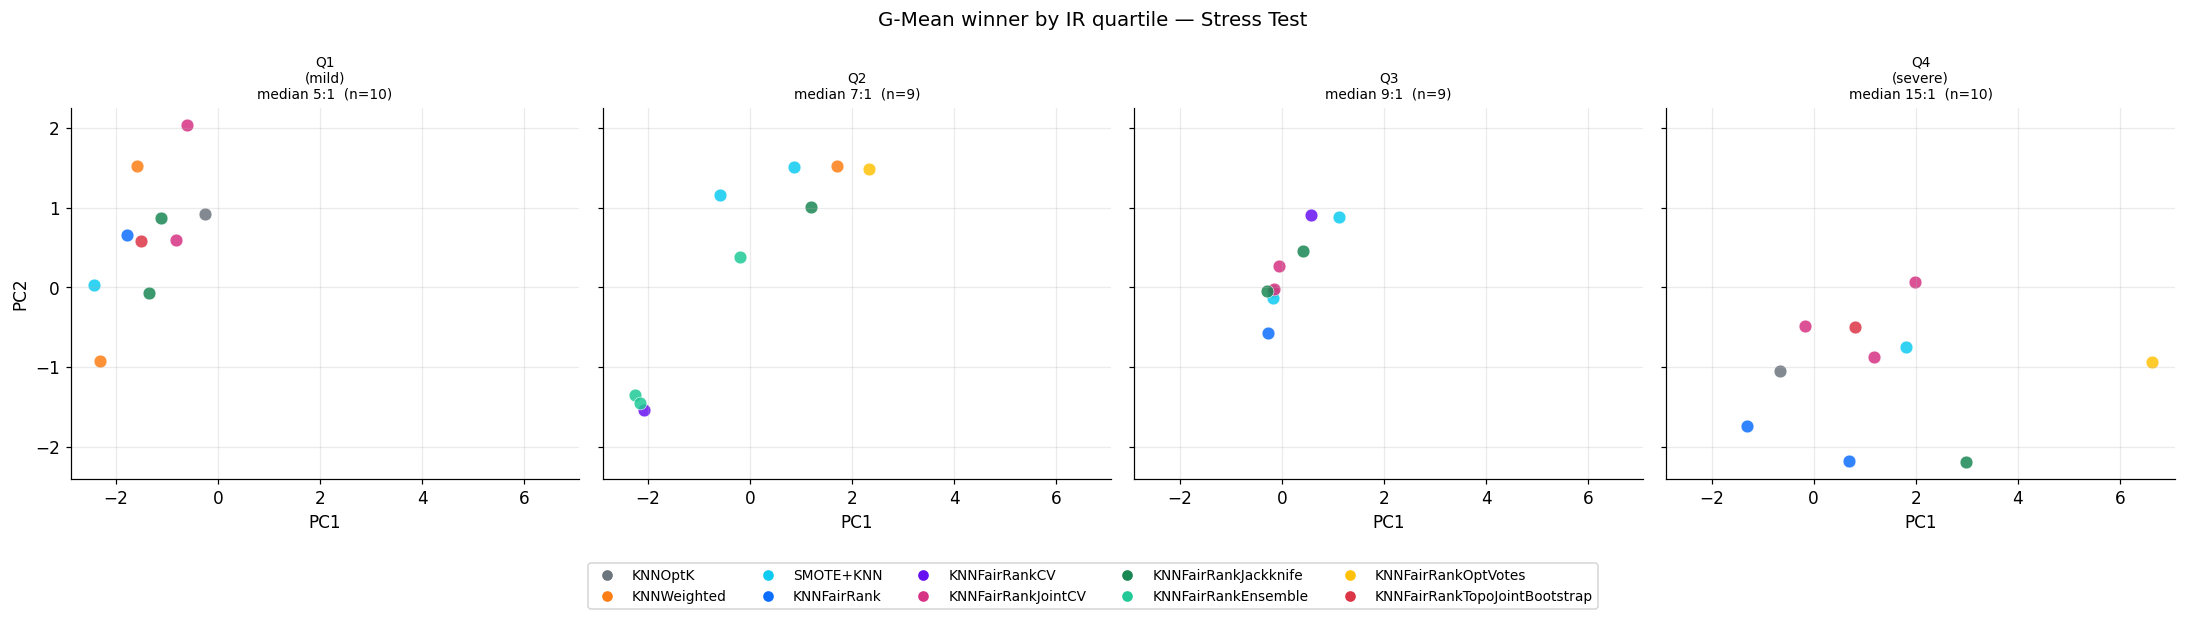 G-Mean winner by IR quartile — Stress Test
Q1
(mild)
median 5:1  (n=10)
Q2
median 7:1  (n=9)
Q3
median 9:1  (n=9)
Q4
(severe)
median 15:1  (n=10)
PC2
2
1
0
−1
−2
−2 0 2 4 6
−2 0 2 4 6
−2 0 2 4 6
−2 0 2 4 6
PC1
PC1
PC1
PC1
KNNOptK
KNNWeighted
SMOTE+KNN
KNNFairRank
KNNFairRankCV
KNNFairRankJointCV
KNNFairRankJackknife
KNNFairRankEnsemble
KNNFairRankOptVotes
KNNFairRankTopoJointBootstrap